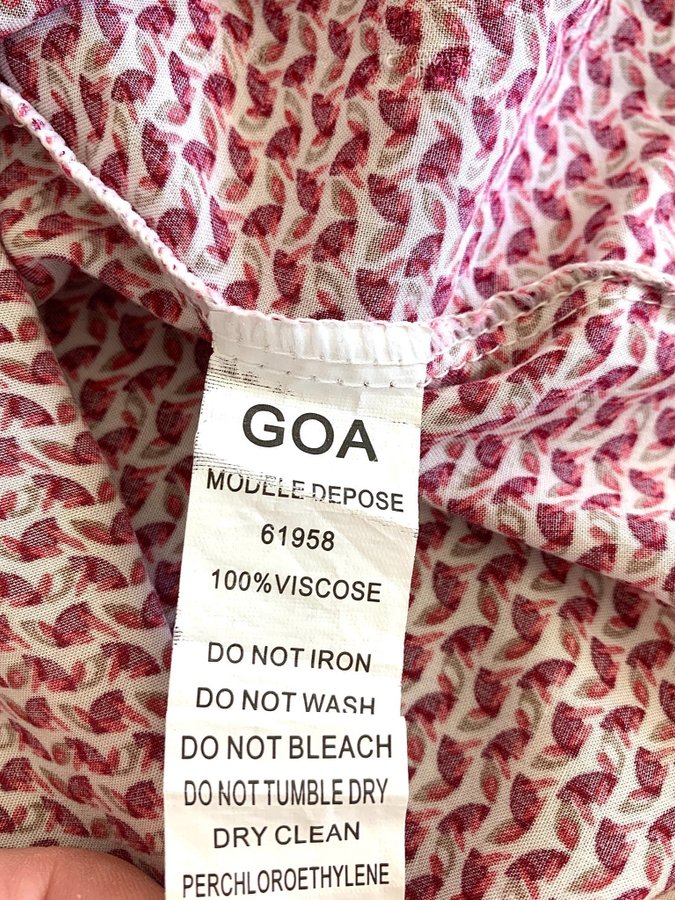 GOA
MODELE DEPOSE
61958
100%VISCOSE
DO NOT IRON
DO NOT WASH
DO NOT BLEACH
DO NOT TUMBLE DRY
DRY CLEAN
PERCHLOROETHYLENE